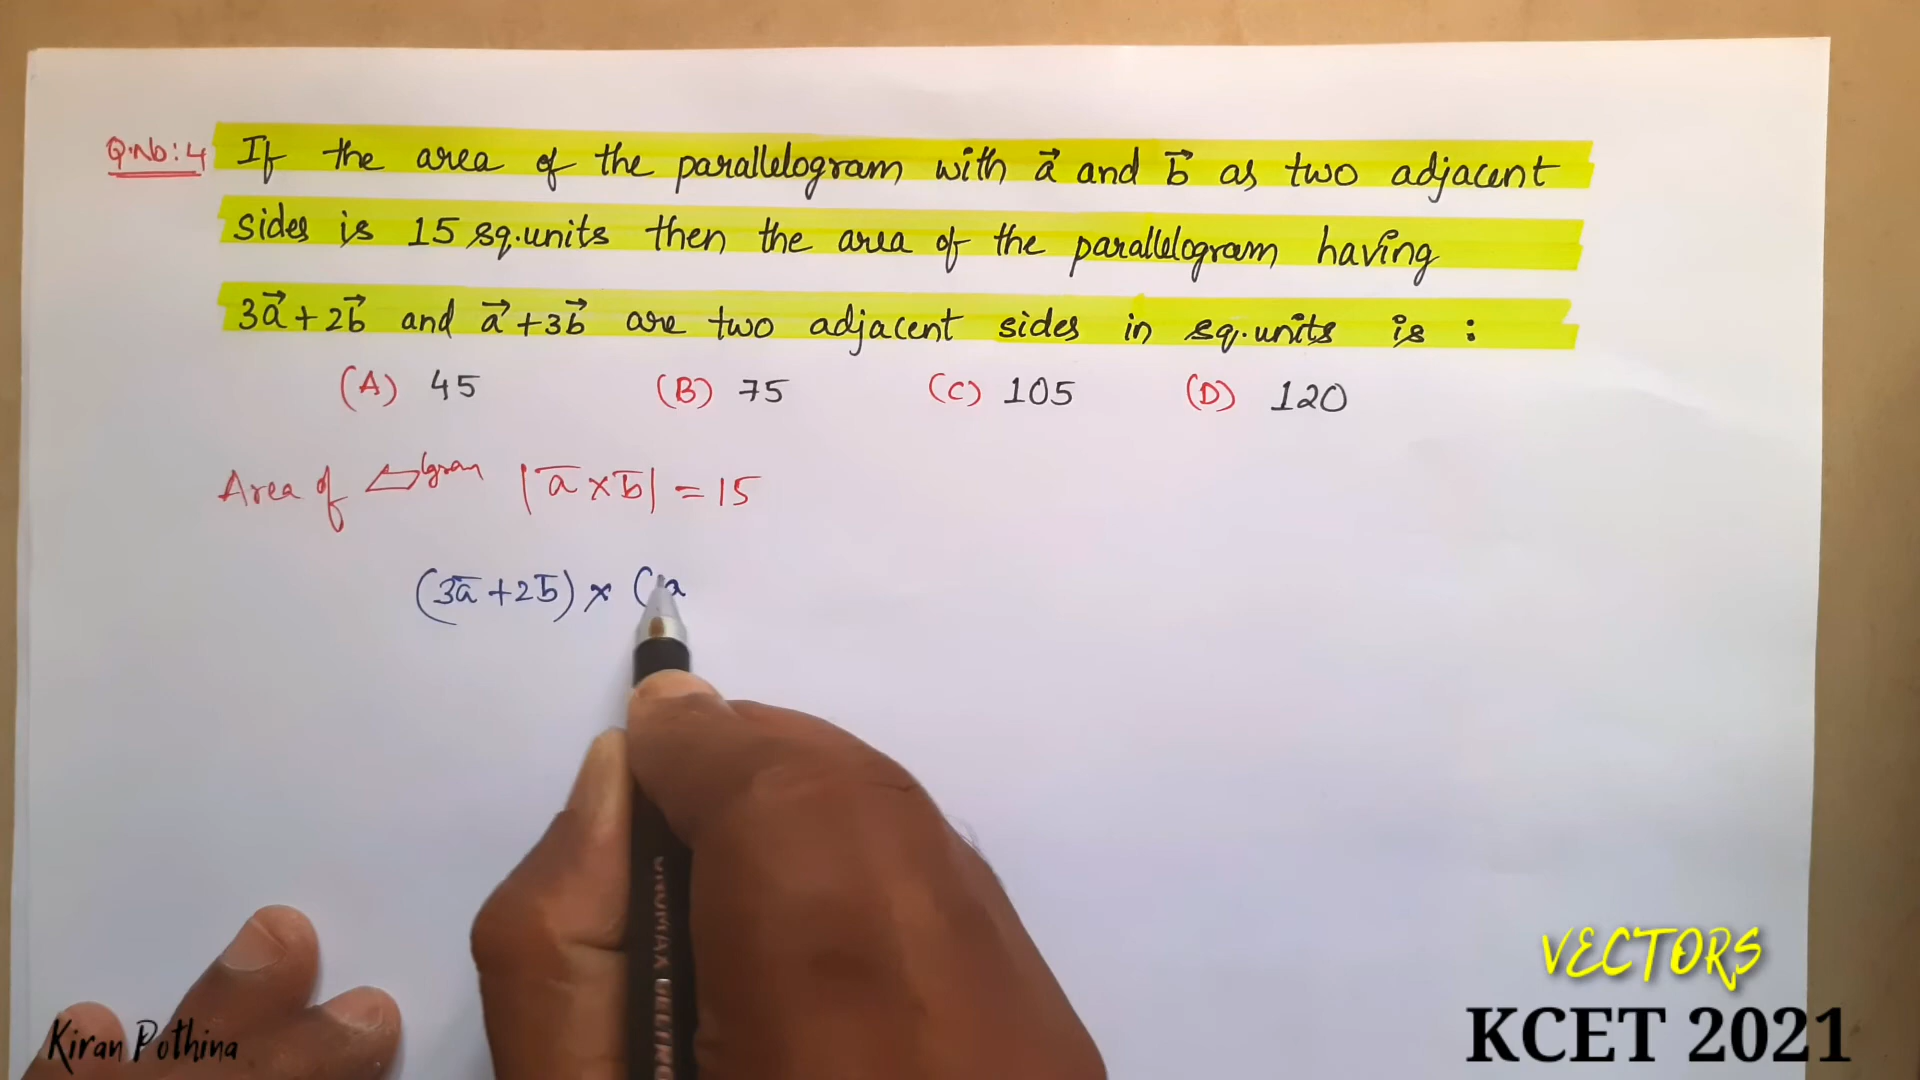 Q.No:4 If the area of the parallelogram with a⃗ and b⃗ as two adjacent
sides is 15 sq.units then the area of the parallelogram having
3a⃗+2b⃗ and a⃗+3b⃗ are two adjacent sides in sq.units is :
(A) 45 (B) 75 (C) 105 (D) 120
Area of ▱gram |a̅×b̅| = 15
(3a̅+2b̅) × (a
VECTORS
KCET 2021
Kiran Pothina